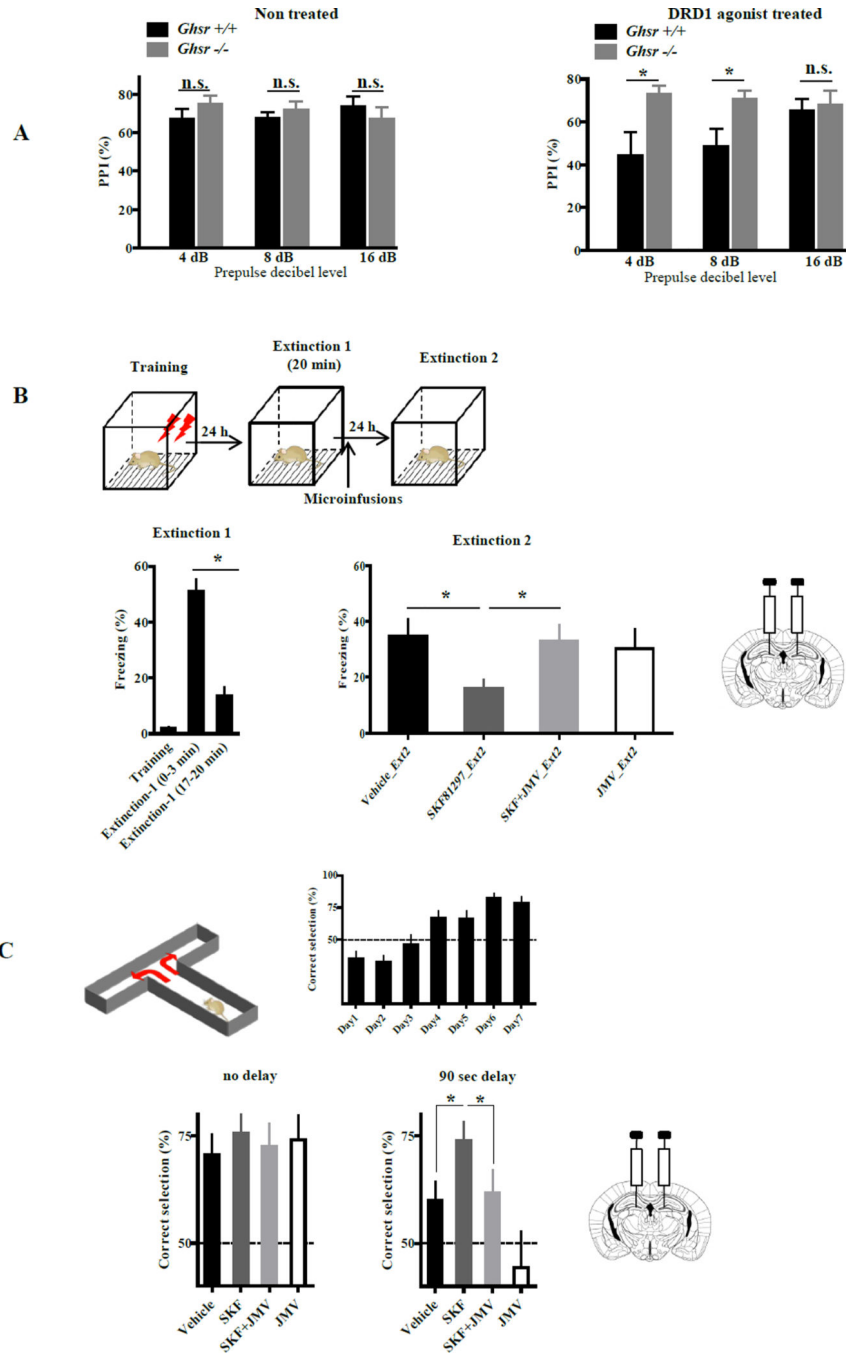 Non treated
Ghsr +/+
Ghsr -/-
n.s. n.s. n.s.
80
60
40
20
0
PPI (%)
4 dB 8 dB 16 dB
Prepulse decibel level
DRD1 agonist treated
Ghsr +/+
Ghsr -/-
* * n.s.
80
60
40
20
0
PPI (%)
4 dB 8 dB 16 dB
Prepulse decibel level
A
B
Training
Extinction 1
(20 min)
Extinction 2
24 h
24 h
Microinfusions
Extinction 1
*
60
40
20
0
Freezing (%)
Training
Extinction-1 (0-3 min)
Extinction-1 (17-20 min)
Extinction 2
* *
60
40
20
0
Freezing (%)
Vehicle_Ext2
SKF81297_Ext2
SKF+JMV_Ext2
JMV_Ext2
C
100
75
50
Correct selection (%)
Day1 Day2 Day3 Day4 Day5 Day6 Day7
no delay
75
50
Correct selection (%)
Vehicle
SKF
SKF+JMV
JMV
90 sec delay
* *
75
50
Correct selection (%)
Vehicle
SKF
SKF+JMV
JMV